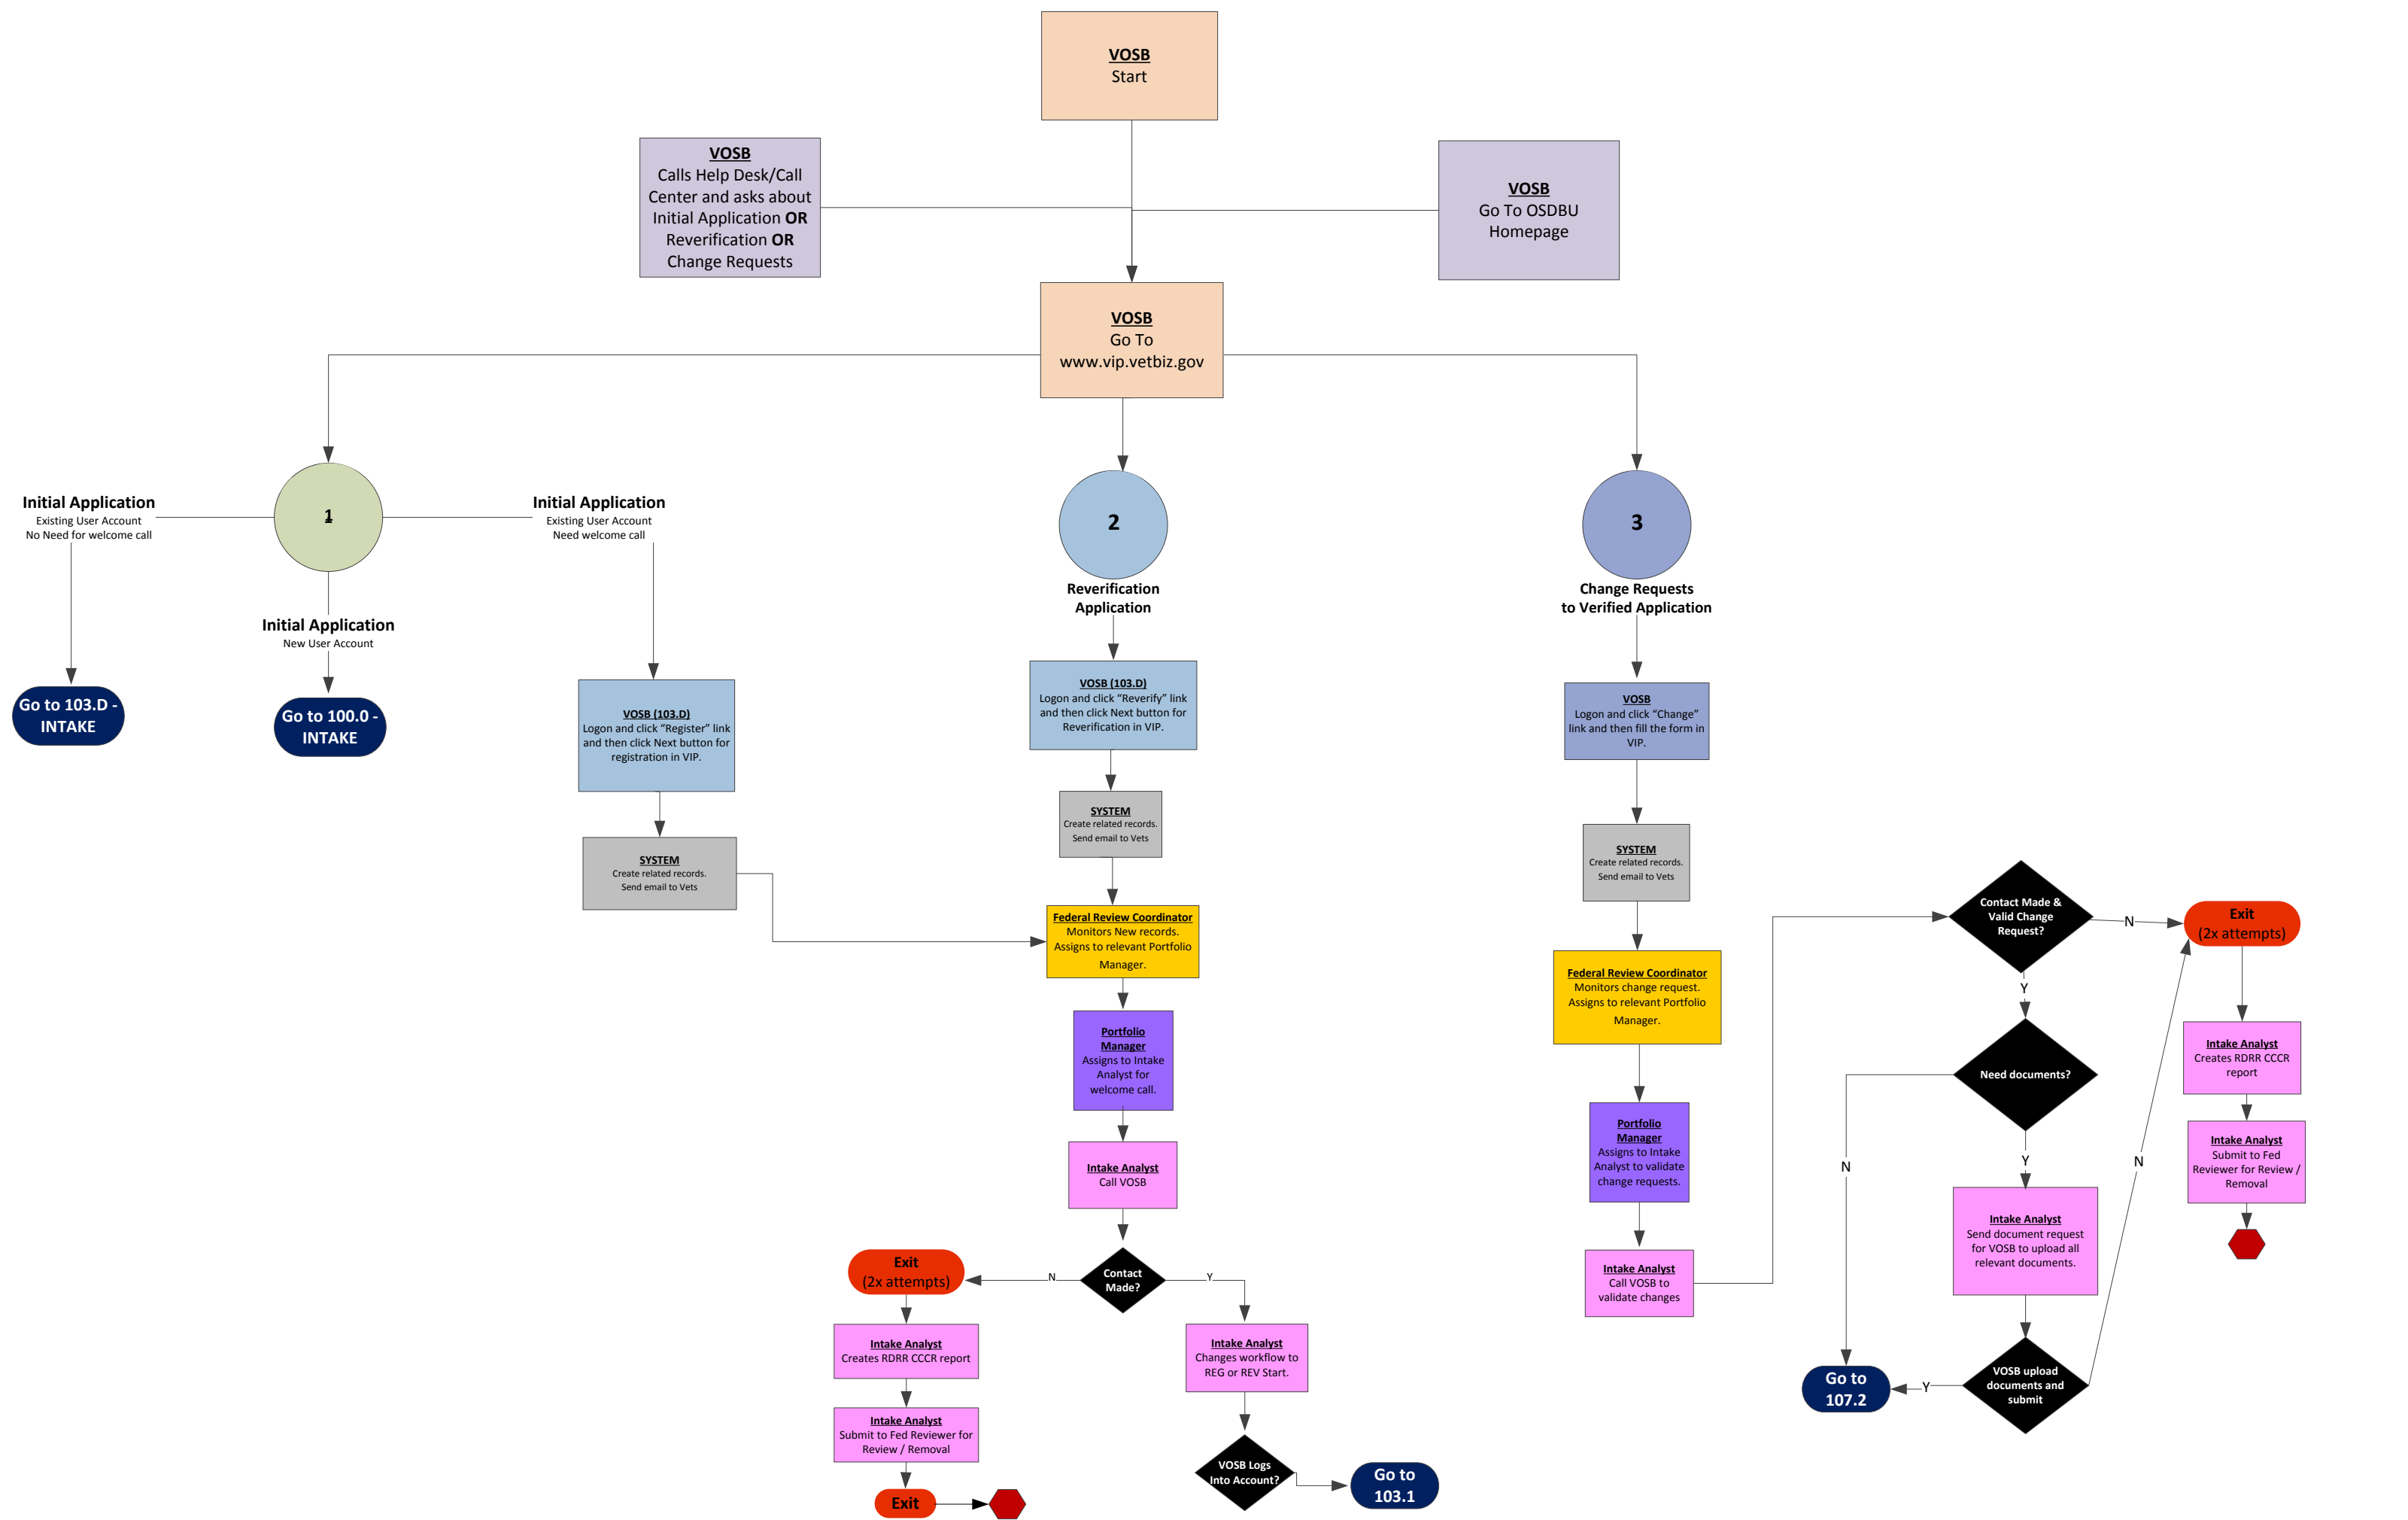 VOSB
Start
VOSB
Calls Help Desk/Call
Center and asks about
Initial Application OR
Reverification OR
Change Requests
VOSB
Go To OSDBU
Homepage
VOSB
Go To
www.vip.vetbiz.gov
1
2
3
Initial Application
Existing User Account
No Need for welcome call
Initial Application
Existing User Account
Need welcome call
Initial Application
New User Account
Reverification
Application
Change Requests
to Verified Application
Go to 103.D -
INTAKE
Go to 100.0 -
INTAKE
VOSB (103.D)
Logon and click “Register” link
and then click Next button for
registration in VIP.
SYSTEM
Create related records.
Send email to Vets
VOSB (103.D)
Logon and click “Reverify” link
and then click Next button for
Reverification in VIP.
SYSTEM
Create related records.
Send email to Vets
Federal Review Coordinator
Monitors New records.
Assigns to relevant Portfolio
Manager.
Portfolio
Manager
Assigns to Intake
Analyst for
welcome call.
Intake Analyst
Call VOSB
Contact
Made?
N
Y
Exit
(2x attempts)
Intake Analyst
Creates RDRR CCCR report
Intake Analyst
Submit to Fed Reviewer for
Review / Removal
Exit
Intake Analyst
Changes workflow to
REG or REV Start.
VOSB Logs
Into Account?
Go to
103.1
VOSB
Logon and click “Change”
link and then fill the form in
VIP.
SYSTEM
Create related records.
Send email to Vets
Federal Review Coordinator
Monitors change request.
Assigns to relevant Portfolio
Manager.
Portfolio
Manager
Assigns to Intake
Analyst to validate
change requests.
Intake Analyst
Call VOSB to
validate changes
Contact Made &
Valid Change
Request?
N
Y
Need documents?
N
Y
Intake Analyst
Send document request
for VOSB to upload all
relevant documents.
VOSB upload
documents and
submit
Y
N
Go to
107.2
Exit
(2x attempts)
Intake Analyst
Creates RDRR CCCR
report
Intake Analyst
Submit to Fed
Reviewer for Review /
Removal